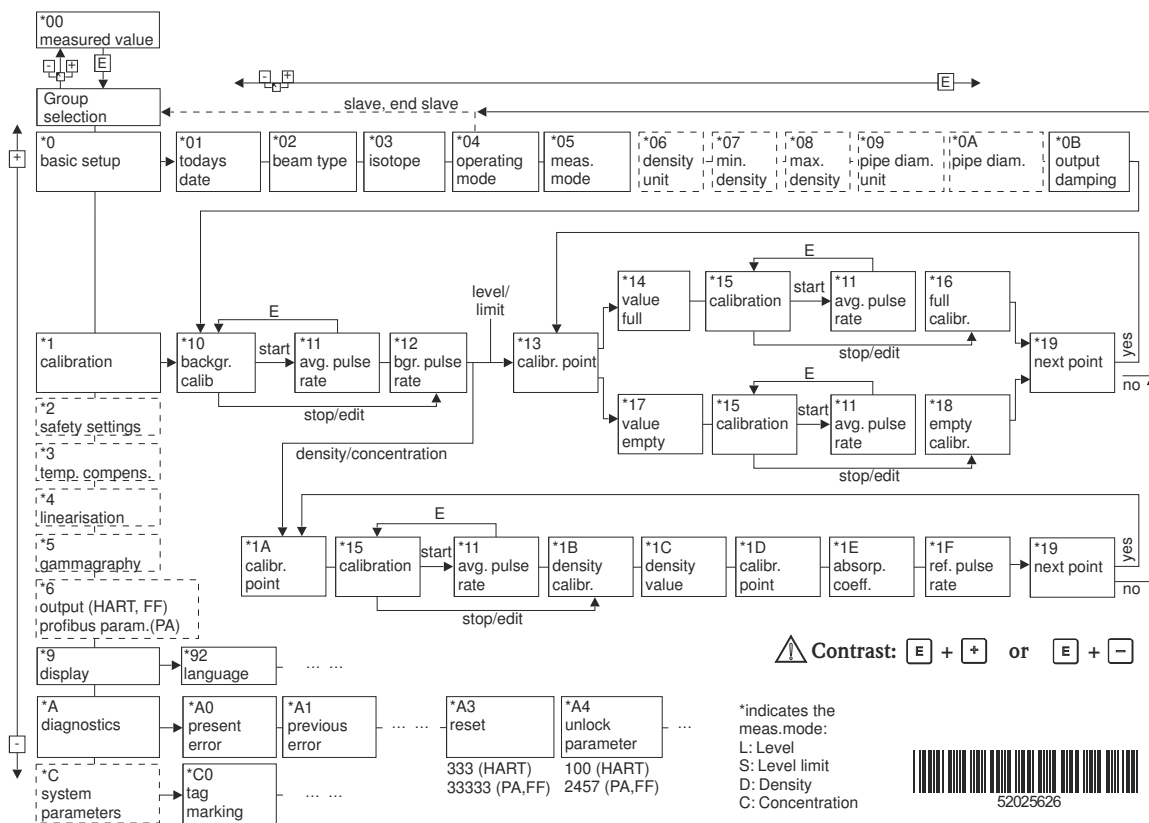 *00
measured value
- +
E
- +
E
Group
selection
slave, end slave
+
*0
basic setup
*01
todays
date
*02
beam type
*03
isotope
*04
operating
mode
*05
meas.
mode
*06
density
unit
*07
min.
density
*08
max.
density
*09
pipe diam.
unit
*0A
pipe diam.
*0B
output
damping
level/
limit
*1
calibration
*10
backgr.
calib
start
E
*11
avg. pulse
rate
*12
bgr. pulse
rate
stop/edit
*13
calibr. point
*14
value
full
*15
calibration
start
E
*11
avg. pulse
rate
*16
full
calibr.
stop/edit
*17
value
empty
*15
calibration
start
E
*11
avg. pulse
rate
*18
empty
calibr.
stop/edit
*19
next point
yes
no
density/concentration
*2
safety settings
*3
temp. compens.
*4
linearisation
*5
gammagraphy
*6
output (HART, FF)
profibus param.(PA)
*1A
calibr.
point
*15
calibration
start
E
*11
avg. pulse
rate
*1B
density
calibr.
*1C
density
value
*1D
calibr.
point
*1E
absorp.
coeff.
*1F
ref. pulse
rate
*19
next point
yes
no
stop/edit
Contrast: E + + or E + −
*9
display
*92
language
... ...
*A
diagnostics
*A0
present
error
*A1
previous
error
... ...
*A3
reset
333 (HART)
33333 (PA,FF)
*A4
unlock
parameter
100 (HART)
2457 (PA,FF)
...
-
*C
system
parameters
*C0
tag
marking
... ...
*indicates the
meas.mode:
L: Level
S: Level limit
D: Density
C: Concentration
52025626